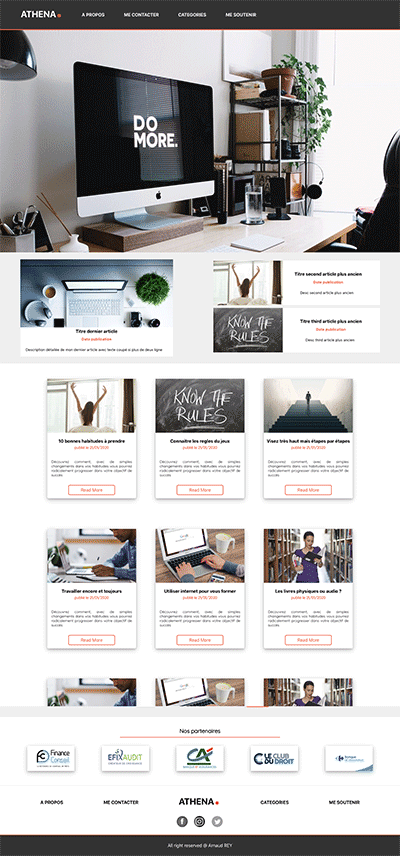 ATHENA.
A PROPOS
ME CONTACTER
CATEGORIES
ME SOUTENIR
DO
MORE.
Titre dernier article
Date publication
Description détaillée de mon dernier article avec texte coupé si plus de deux ligne
Titre second article plus ancien
Date publication
Desc second article plus ancien
KNOW THE
RULES
Titre third article plus ancien
Date publication
Desc third article plus ancien
KNOW THE
RULES
10 bonnes habitudes à prendre
publié le 21/01/2020
Découvrez comment, avec de simples
changements dans vos habitudes vous pourrez
radicalement progresser dans votre objectif de
succès.
Read More
Connaitre les regles du jeux
publié le 21/01/2020
Découvrez comment, avec de simples
changements dans vos habitudes vous pourrez
radicalement progresser dans votre objectif de
succès.
Read More
Visez très haut mais étapes par étapes
publié le 21/01/2020
Découvrez comment, avec de simples
changements dans vos habitudes vous pourrez
radicalement progresser dans votre objectif de
succès.
Read More
Travailler encore et toujours
publié le 21/01/2020
Découvrez comment, avec de simples
changements dans vos habitudes vous pourrez
radicalement progresser dans votre objectif de
succès.
Read More
Utiliser internet pour vous former
publié le 21/01/2020
Découvrez comment, avec de simples
changements dans vos habitudes vous pourrez
radicalement progresser dans votre objectif de
succès.
Read More
Les livres physiques ou audio ?
publié le 21/01/2020
Découvrez comment, avec de simples
changements dans vos habitudes vous pourrez
radicalement progresser dans votre objectif de
succès.
Read More
Nos partenaires
Finance
Conseil
EFIXAUDIT
CA
LE CLUB
DU DROIT
A PROPOS
ME CONTACTER
ATHENA.
CATEGORIES
ME SOUTENIR
All right reserved @ Arnaud REY